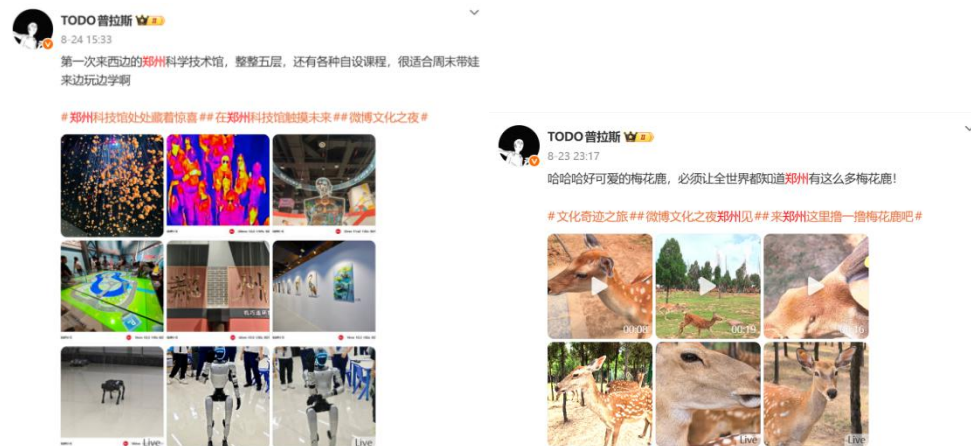 TODO普拉斯
8-24 15:33
第一次来西边的郑州科学技术馆，整整五层，还有各种自设课程，很适合周末带娃
来边玩边学啊
#郑州科技馆处处藏着惊喜##在郑州科技馆触摸未来##微博文化之夜#
Live
Live
Live
TODO普拉斯
8-23 23:17
哈哈哈好可爱的梅花鹿，必须让全世界都知道郑州有这么多梅花鹿！
#文化奇迹之旅##微博文化之夜郑州见##来郑州这里撸一撸梅花鹿吧#
00:08
00:19
Live
Live